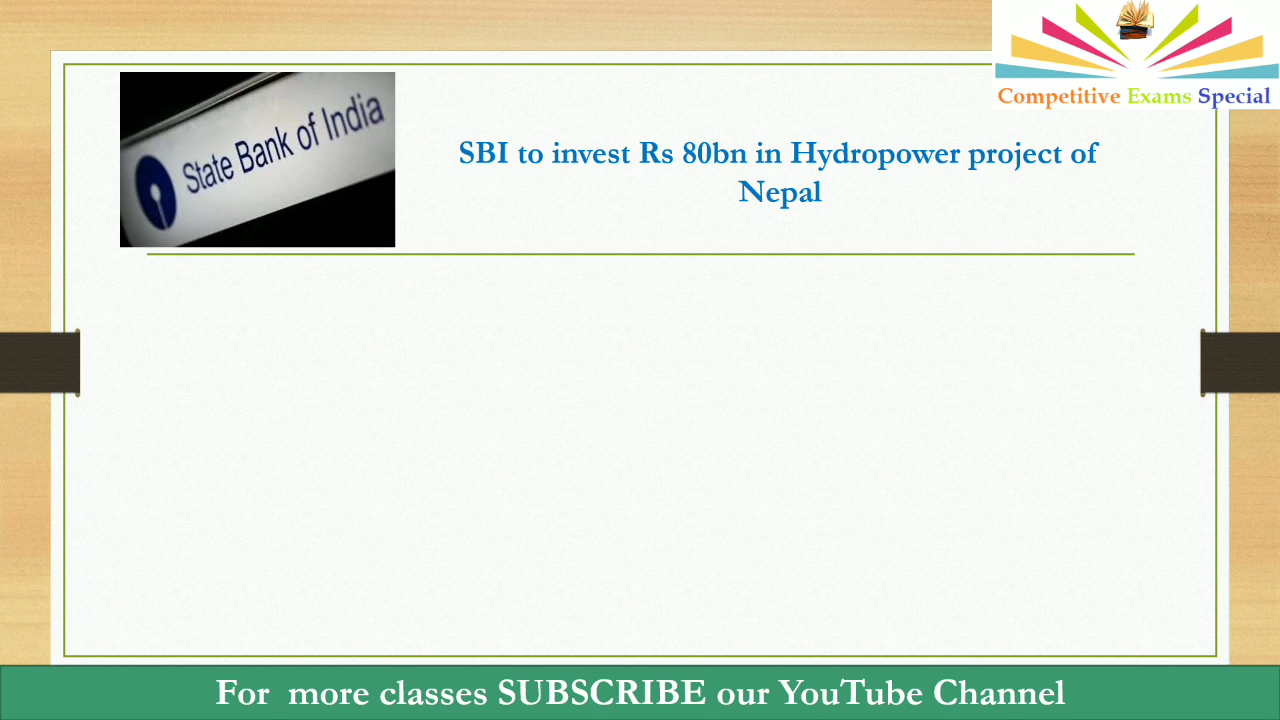 Competitive Exams Special
State Bank of India
SBI to invest Rs 80bn in Hydropower project of
Nepal
For  more classes SUBSCRIBE our YouTube Channel